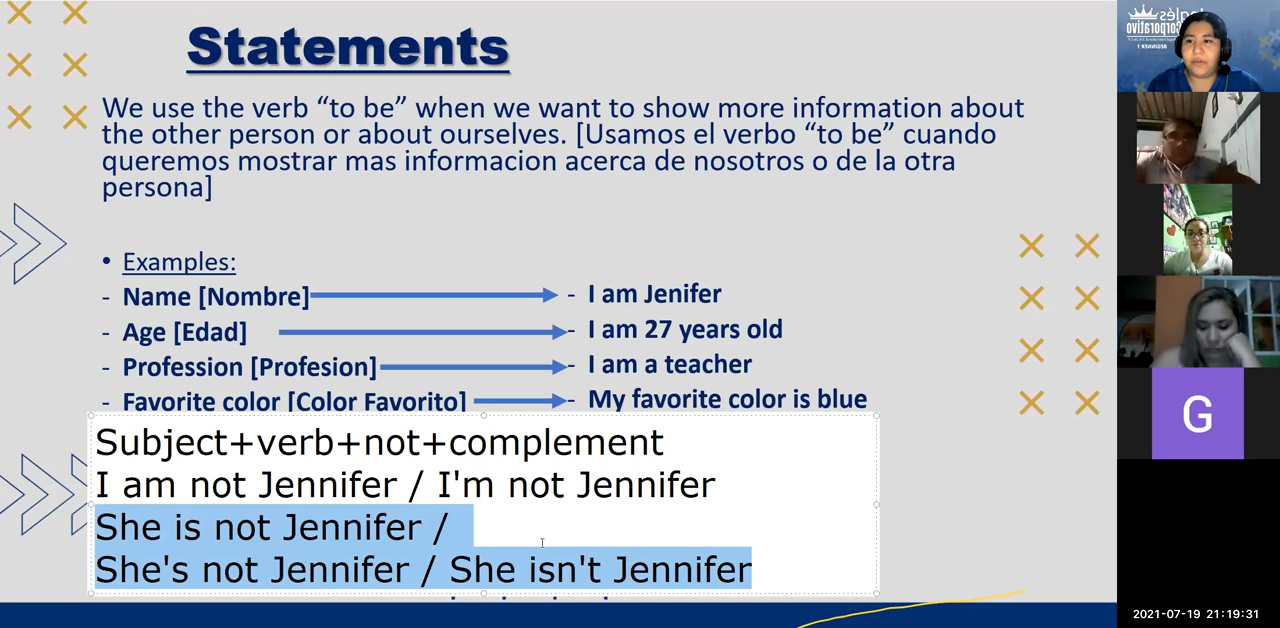 Statements
We use the verb “to be” when we want to show more information about
the other person or about ourselves. [Usamos el verbo “to be” cuando
queremos mostrar mas informacion acerca de nosotros o de la otra
persona]
• Examples:
- Name [Nombre]
- I am Jenifer
- Age [Edad]
- I am 27 years old
- Profession [Profesion]
- I am a teacher
- Favorite color [Color Favorito]
- My favorite color is blue
Subject+verb+not+complement
I am not Jennifer / I'm not Jennifer
She is not Jennifer /
She's not Jennifer / She isn't Jennifer
Inglés
Corporativo
BEGINNER 1
G
2021-07-19 21:19:31